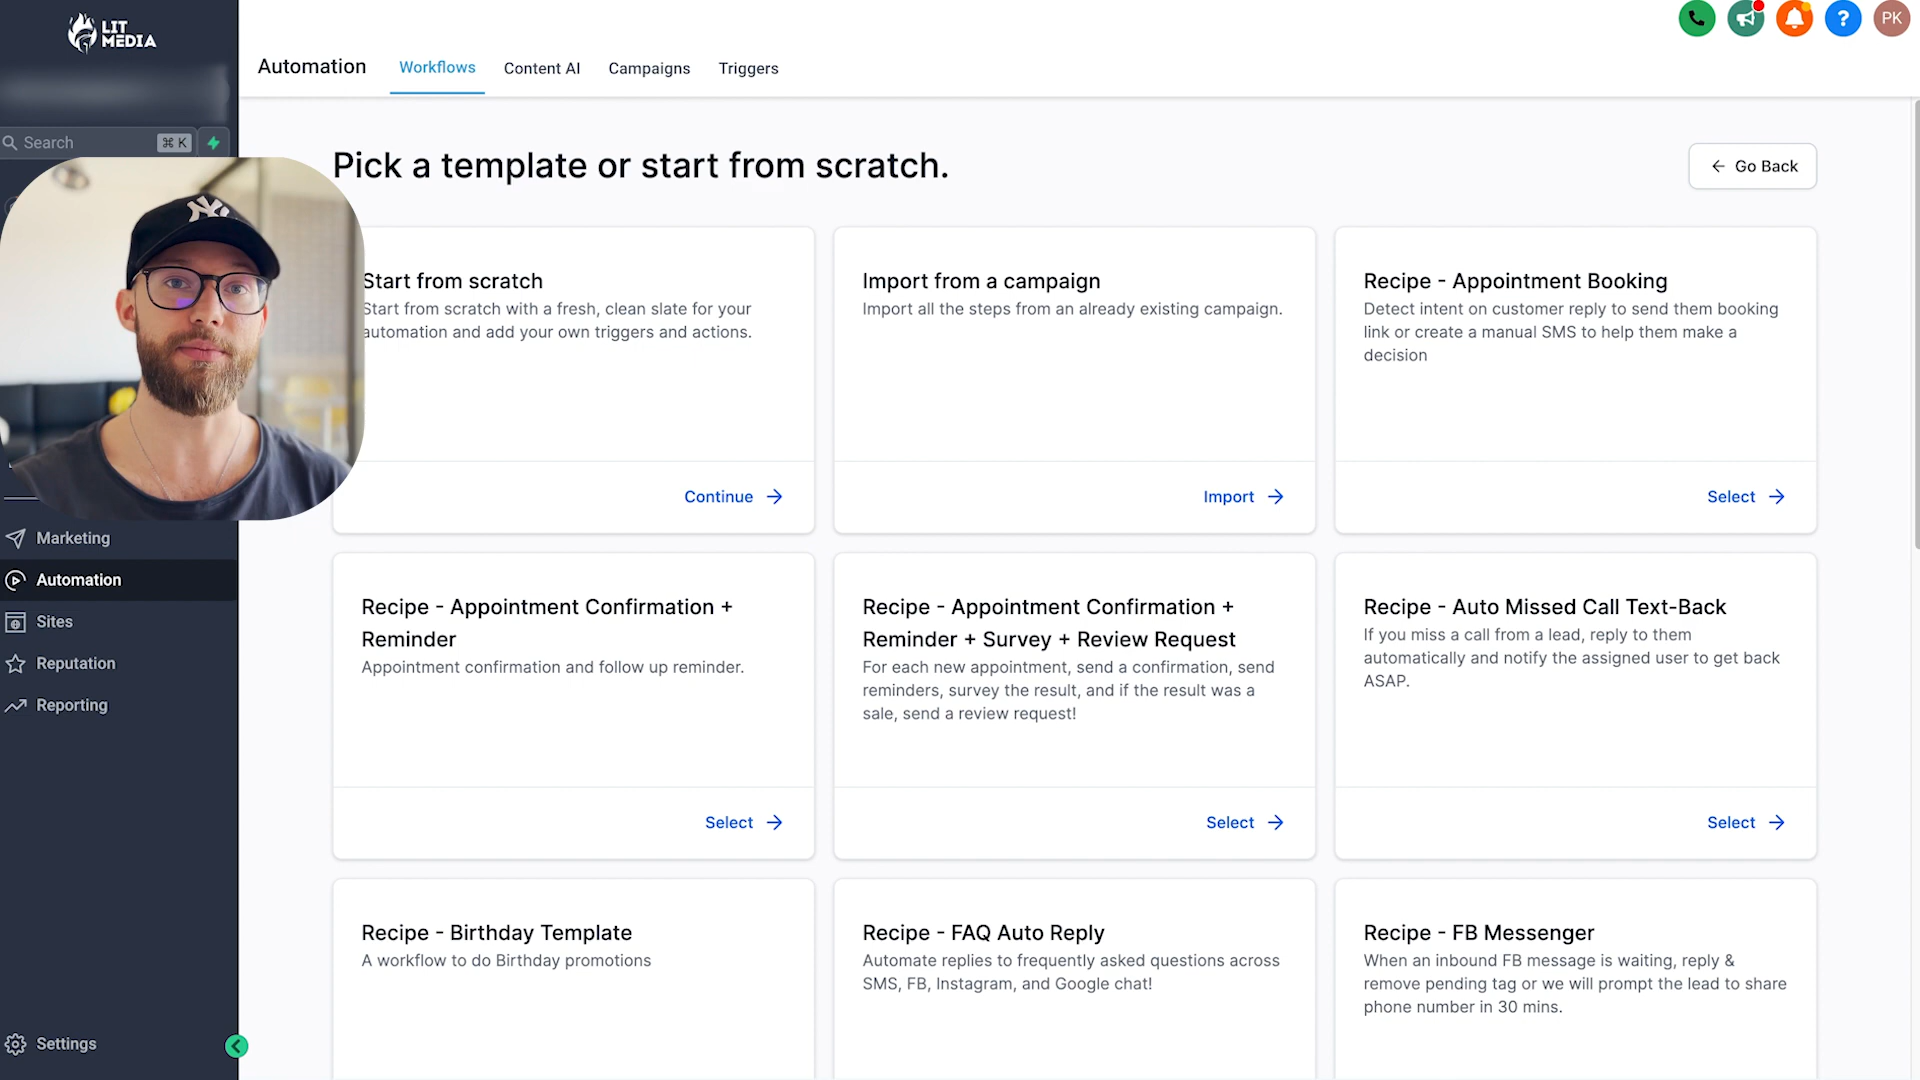 LIT
MEDIA
Search
⌘ K
Marketing
Automation
Sites
Reputation
Reporting
Settings
Automation
Workflows
Content AI
Campaigns
Triggers
PK
Pick a template or start from scratch.
← Go Back
Start from scratch
Start from scratch with a fresh, clean slate for your
automation and add your own triggers and actions.
Continue →
Import from a campaign
Import all the steps from an already existing campaign.
Import →
Recipe - Appointment Booking
Detect intent on customer reply to send them booking
link or create a manual SMS to help them make a
decision
Select →
Recipe - Appointment Confirmation +
Reminder
Appointment confirmation and follow up reminder.
Select →
Recipe - Appointment Confirmation +
Reminder + Survey + Review Request
For each new appointment, send a confirmation, send
reminders, survey the result, and if the result was a
sale, send a review request!
Select →
Recipe - Auto Missed Call Text-Back
If you miss a call from a lead, reply to them
automatically and notify the assigned user to get back
ASAP.
Select →
Recipe - Birthday Template
A workflow to do Birthday promotions
Recipe - FAQ Auto Reply
Automate replies to frequently asked questions across
SMS, FB, Instagram, and Google chat!
Recipe - FB Messenger
When an inbound FB message is waiting, reply &
remove pending tag or we will prompt the lead to share
phone number in 30 mins.
NY